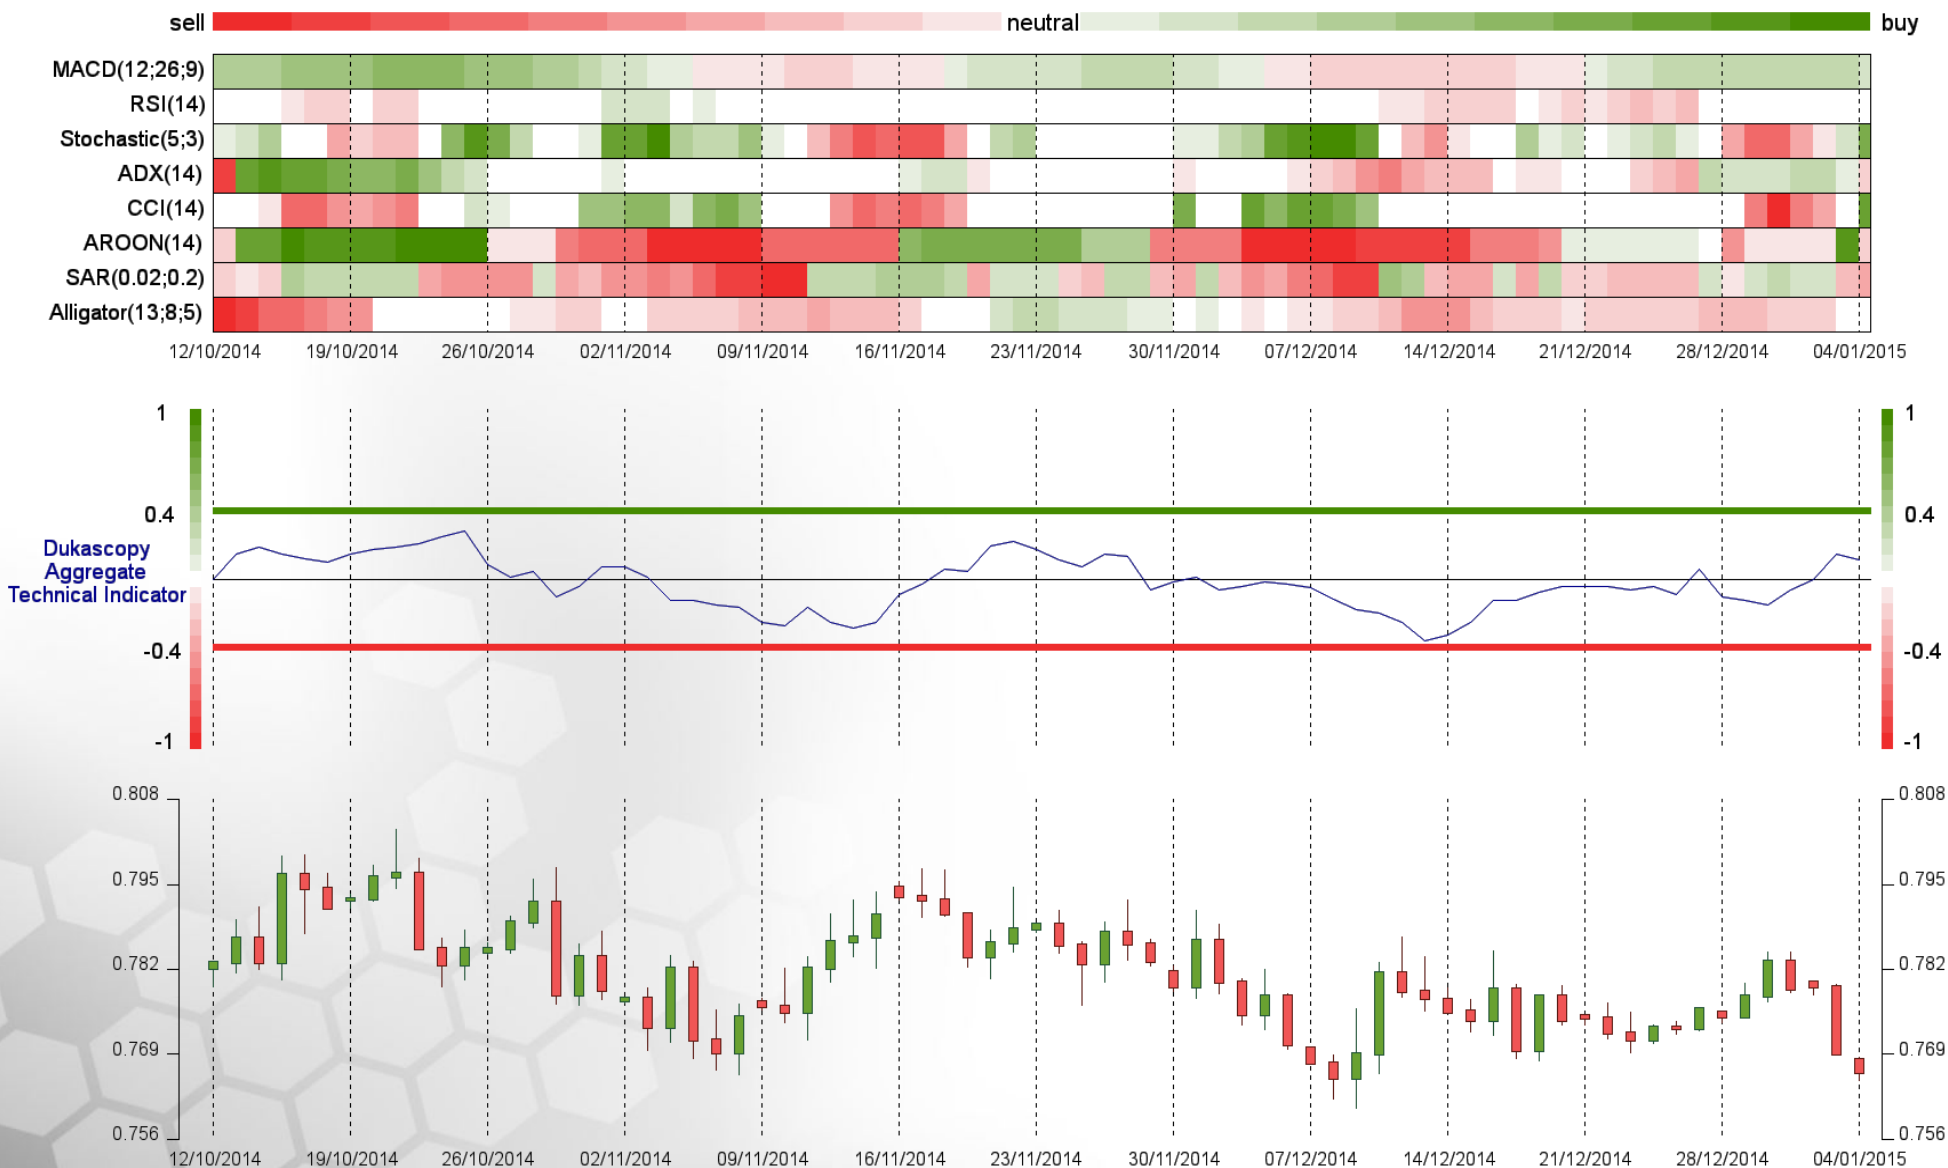 sell neutral buy
MACD(12;26;9)
RSI(14)
Stochastic(5;3)
ADX(14)
CCI(14)
AROON(14)
SAR(0.02;0.2)
Alligator(13;8;5)
12/10/2014 19/10/2014 26/10/2014 02/11/2014 09/11/2014 16/11/2014 23/11/2014 30/11/2014 07/12/2014 14/12/2014 21/12/2014 28/12/2014 04/01/2015
1 1
0.4 0.4
Dukascopy
Aggregate
Technical Indicator
-0.4 -0.4
-1 -1
0.808 0.808
0.795 0.795
0.782 0.782
0.769 0.769
0.756 0.756
12/10/2014 19/10/2014 26/10/2014 02/11/2014 09/11/2014 16/11/2014 23/11/2014 30/11/2014 07/12/2014 14/12/2014 21/12/2014 28/12/2014 04/01/2015